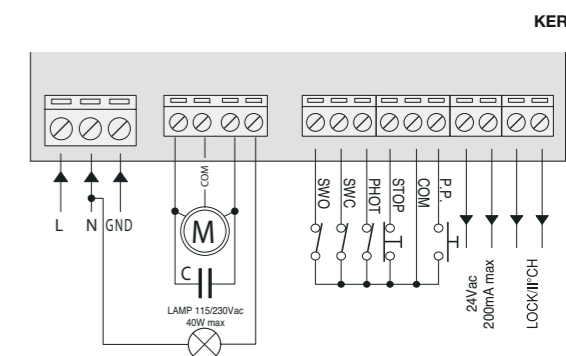 KER
L N GND
COM
M
C
LAMP 115/230Vac
40W max
SWO
SWC
PHOT
STOP
COM
P.P.
24Vac
200mA max
LOCK/II°CH